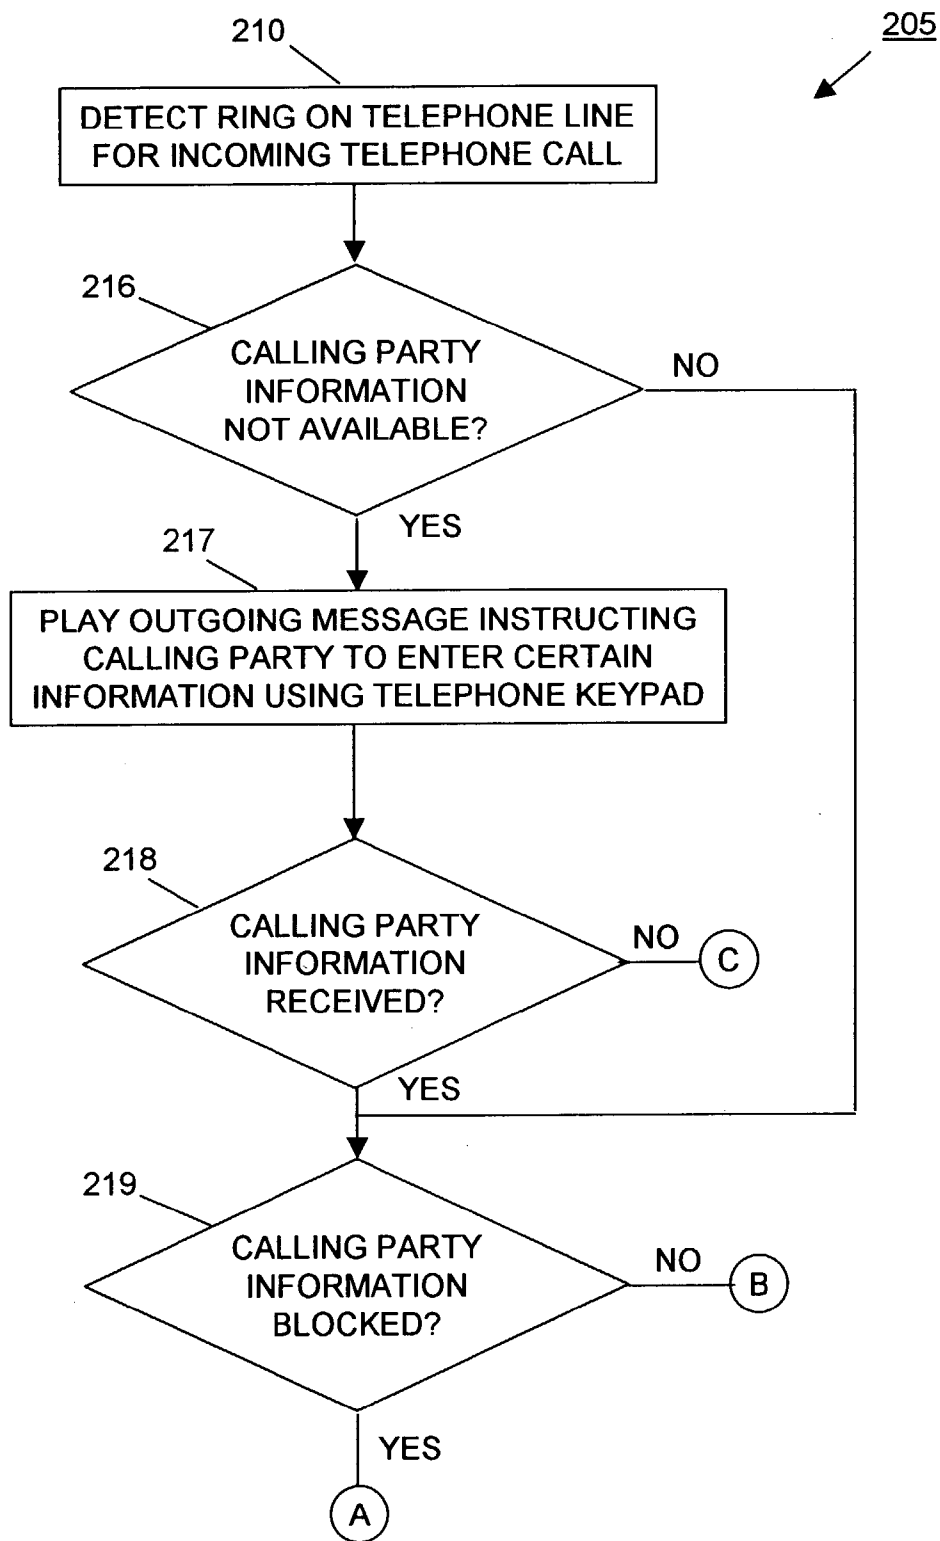 205
210
DETECT RING ON TELEPHONE LINE
FOR INCOMING TELEPHONE CALL
216
CALLING PARTY
INFORMATION
NOT AVAILABLE?
NO
YES
217
PLAY OUTGOING MESSAGE INSTRUCTING
CALLING PARTY TO ENTER CERTAIN
INFORMATION USING TELEPHONE KEYPAD
218
CALLING PARTY
INFORMATION
RECEIVED?
NO
C
YES
219
CALLING PARTY
INFORMATION
BLOCKED?
NO
B
YES
A